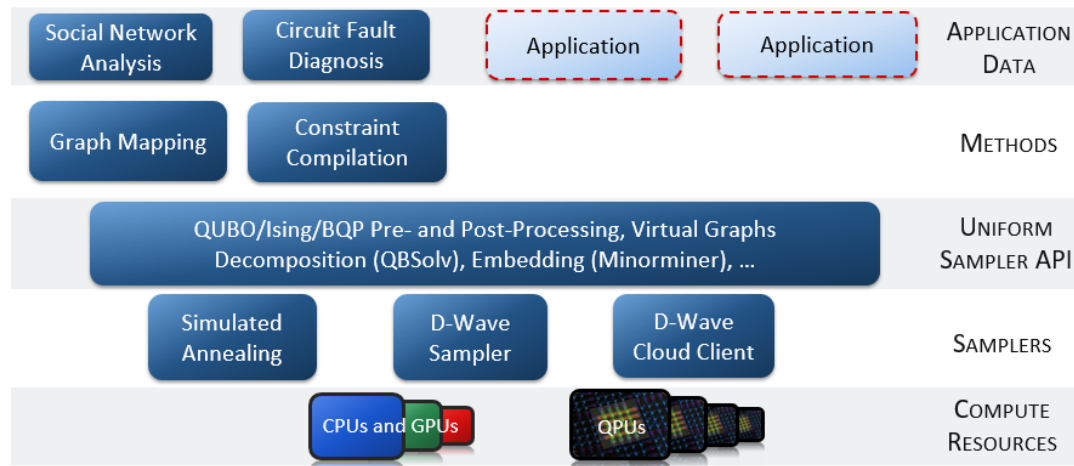 Social Network
Analysis
Circuit Fault
Diagnosis
Application
Application
APPLICATION
DATA
Graph Mapping
Constraint
Compilation
METHODS
QUBO/Ising/BQP Pre- and Post-Processing, Virtual Graphs
Decomposition (QBSolv), Embedding (Minorminer), ...
UNIFORM
SAMPLER API
Simulated
Annealing
D-Wave
Sampler
D-Wave
Cloud Client
SAMPLERS
CPUs and GPUs
QPUs
COMPUTE
RESOURCES